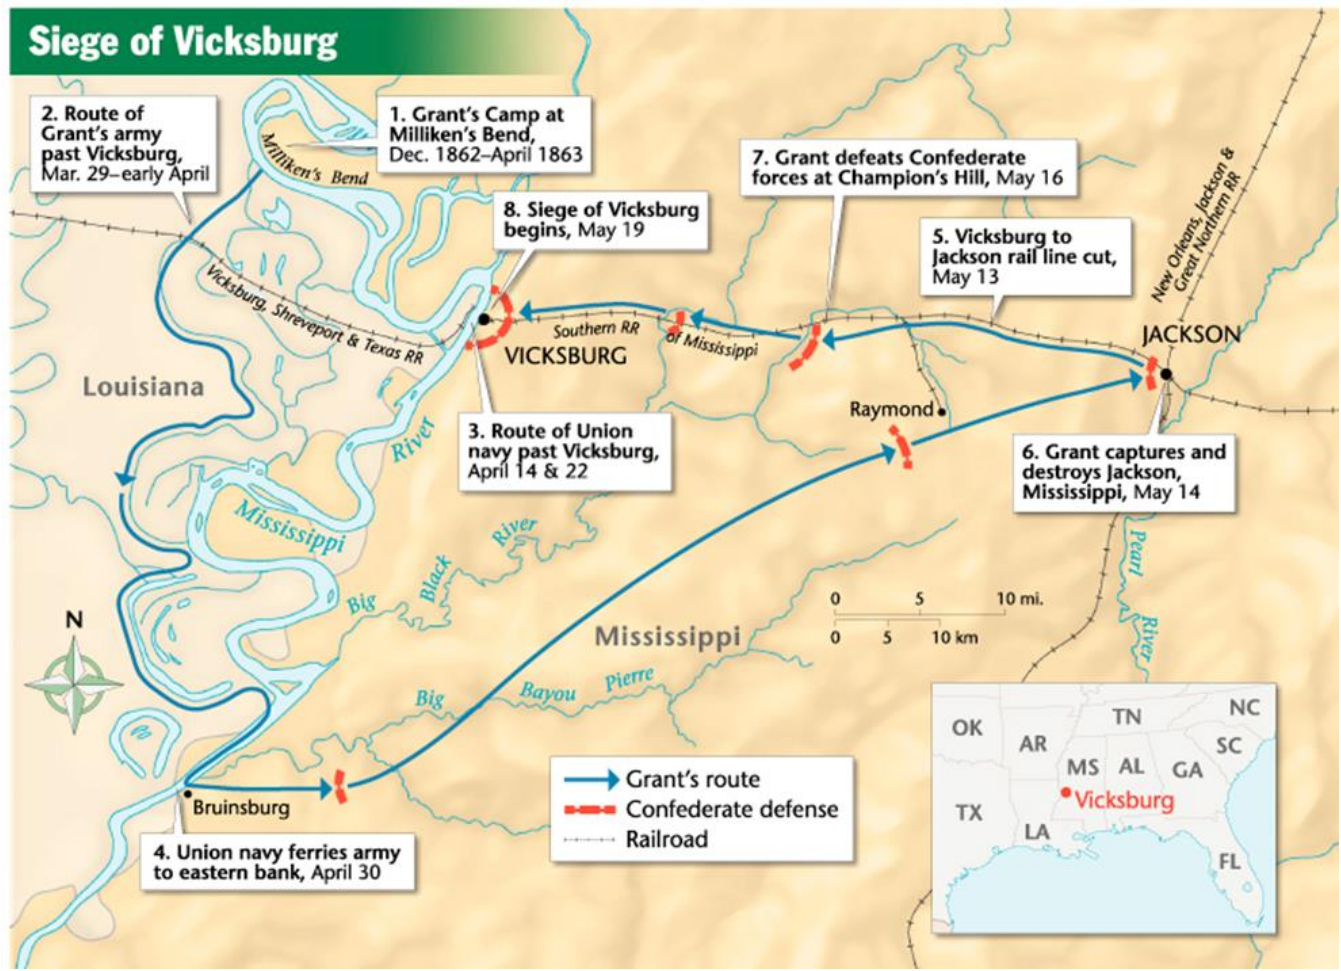 Siege of Vicksburg
2. Route of
Grant's army
past Vicksburg,
Mar. 29–early April
1. Grant's Camp at
Milliken's Bend,
Dec. 1862–April 1863
Milliken's Bend
8. Siege of Vicksburg
begins, May 19
7. Grant defeats Confederate
forces at Champion's Hill, May 16
5. Vicksburg to
Jackson rail line cut,
May 13
New Orleans, Jackson &
Great Northern RR
Vicksburg, Shreveport & Texas RR
Southern RR
of Mississippi
VICKSBURG
JACKSON
Louisiana
River
Mississippi
3. Route of Union
navy past Vicksburg,
April 14 & 22
Raymond
6. Grant captures and
destroys Jackson,
Mississippi, May 14
Big
Black
River
Pearl
River
0 5 10 mi.
0 5 10 km
N
Mississippi
Big
Bayou
Pierre
Bruinsburg
4. Union navy ferries army
to eastern bank, April 30
Grant's route
Confederate defense
Railroad
OK
AR
TN
NC
SC
MS
AL
GA
TX
LA
Vicksburg
FL